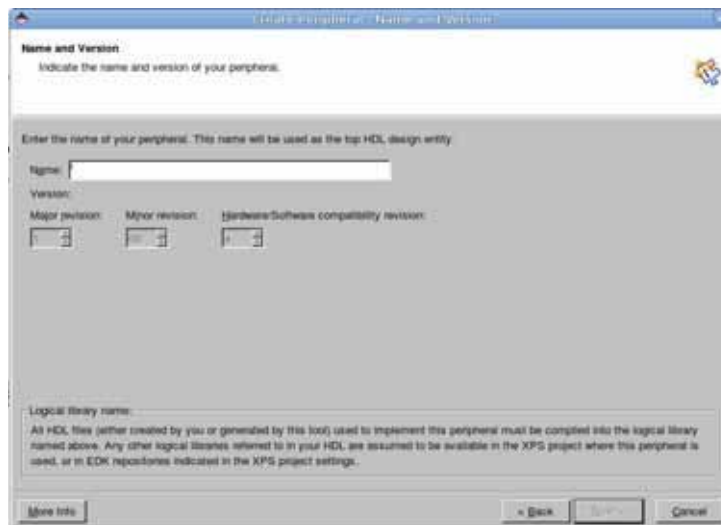 Create Peripheral - Name and Version
Name and Version
Indicate the name and version of your peripheral.
Enter the name of your peripheral. This name will be used as the top HDL design entity.
Name:
Version:
Major revision: Minor revision: Hardware/Software compatibility revision:
1 00 a
Logical library name:
All HDL files (either created by you or generated by this tool) used to implement this peripheral must be compiled into the logical library
named above. Any other logical libraries referred to in your HDL are assumed to be available in the XPS project where this peripheral is
used, or in EDK repositories indicated in the XPS project settings.
More Info < Back Cancel